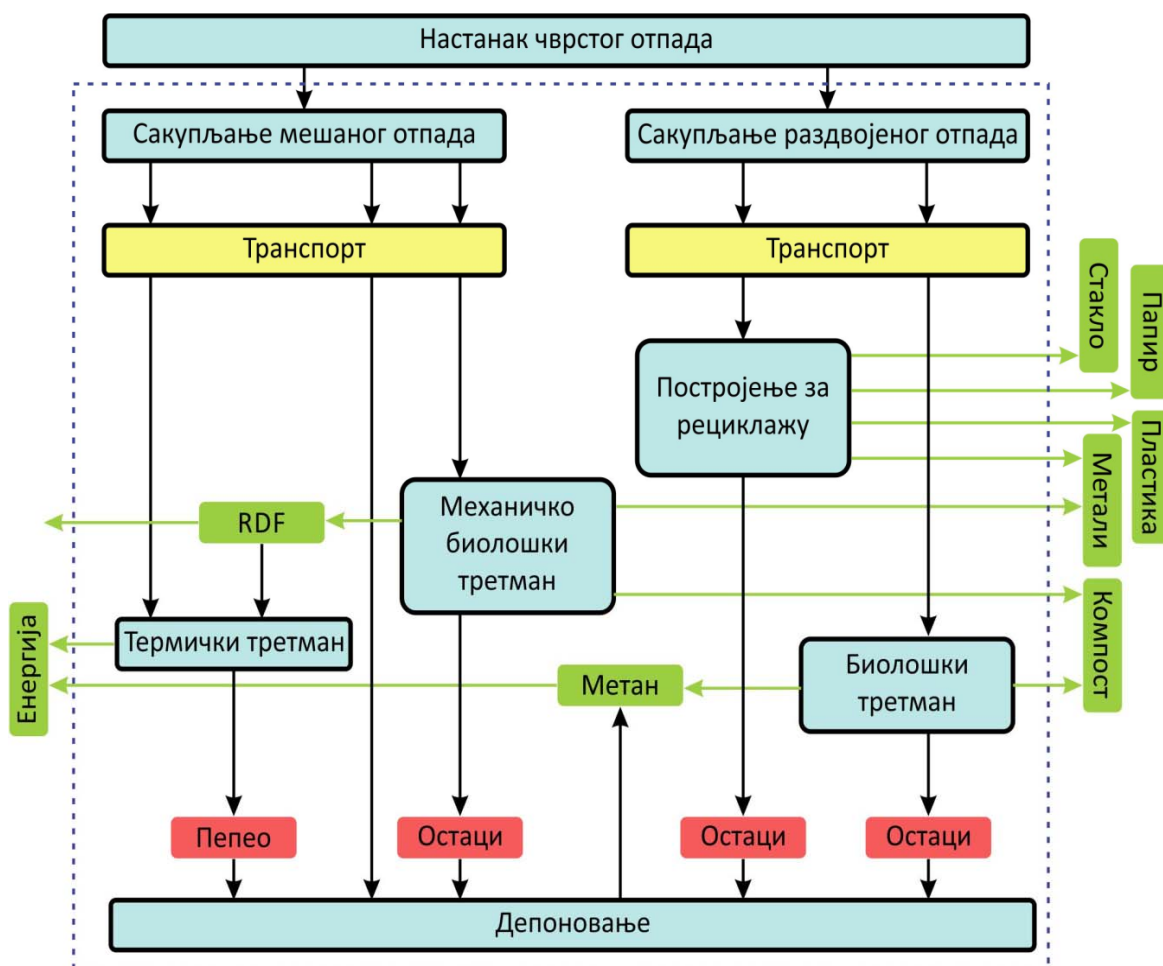 Настанак чврстог отпада
Сакупљање мешаног отпада
Сакупљање раздвојеног отпада
Транспорт
Транспорт
Стакло
Папир
Постројење за
рециклажу
Пластика
Метали
Механичко
биолошки
третман
RDF
Компост
Енергија
Термички третман
Метан
Биолошки
третман
Пепео
Остаци
Остаци
Остаци
Депоновање